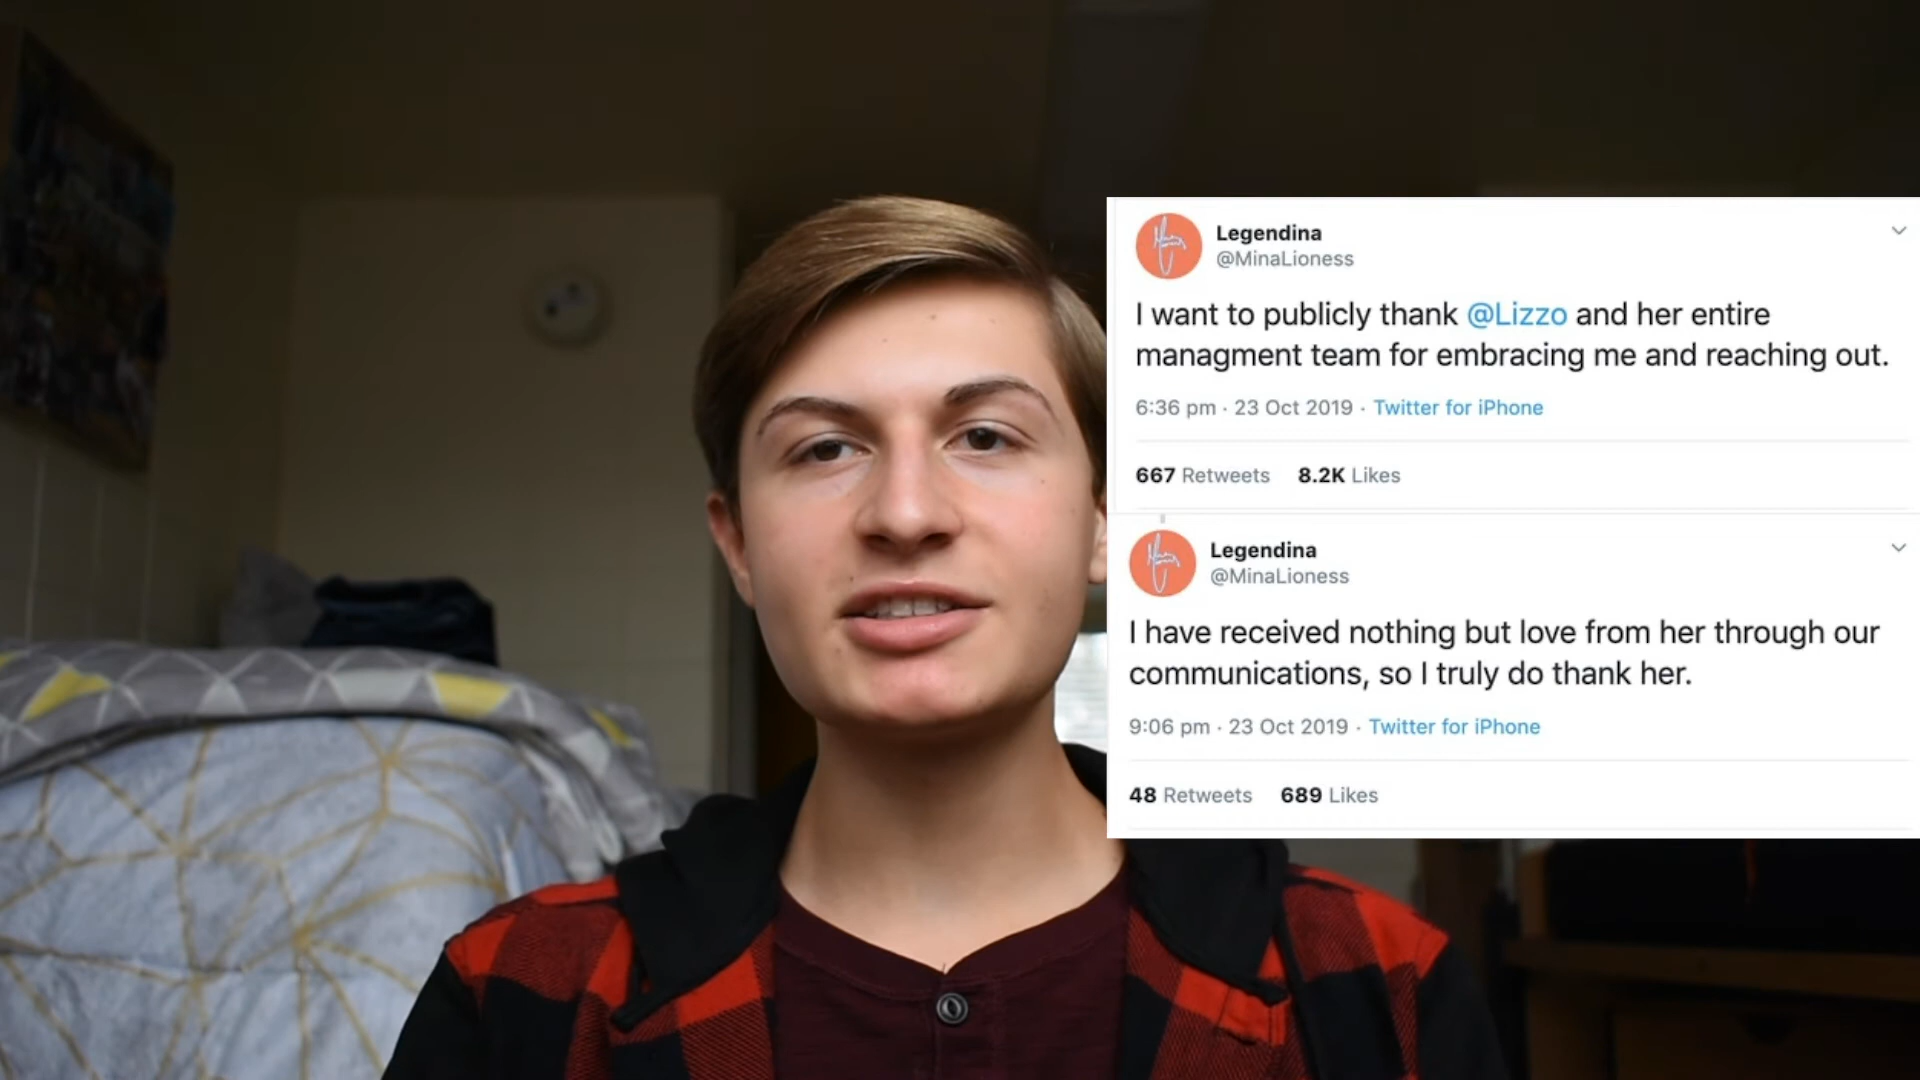 Legendina
@MinaLioness
I want to publicly thank @Lizzo and her entire
managment team for embracing me and reaching out.
6:36 pm · 23 Oct 2019 · Twitter for iPhone
667 Retweets 8.2K Likes
Legendina
@MinaLioness
I have received nothing but love from her through our
communications, so I truly do thank her.
9:06 pm · 23 Oct 2019 · Twitter for iPhone
48 Retweets 689 Likes